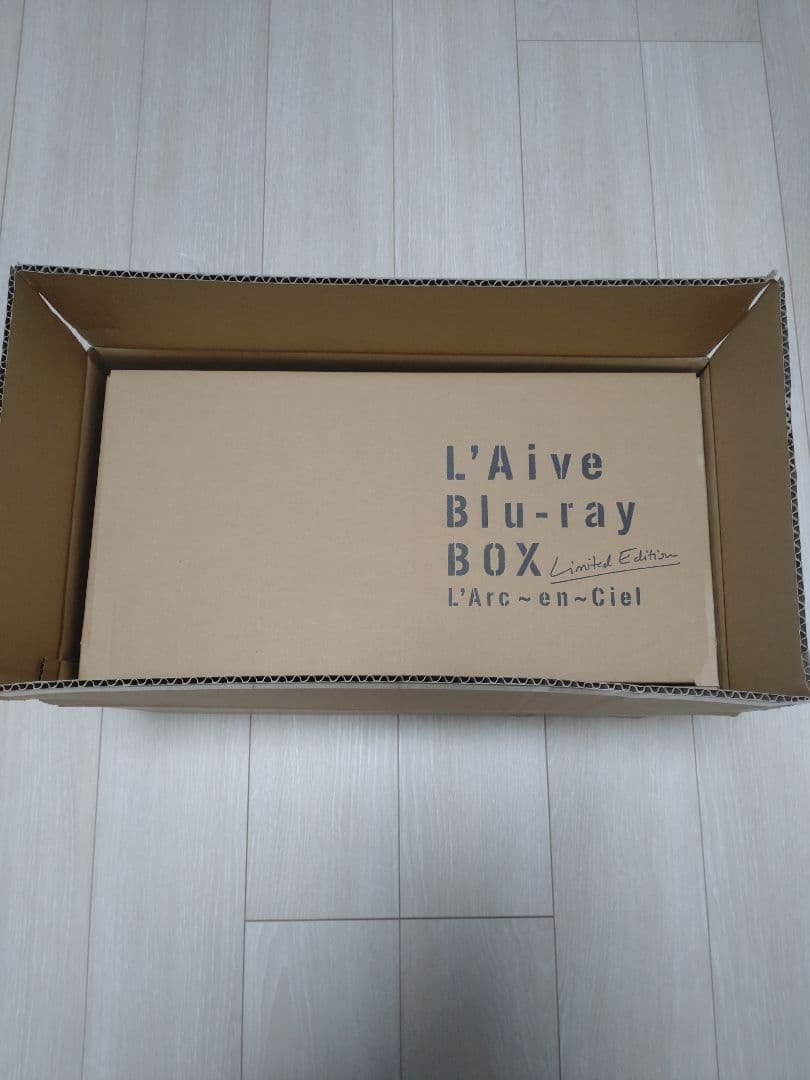 L'Aive
Blu-ray
BOX Limited Edition
L'Arc~en~Ciel